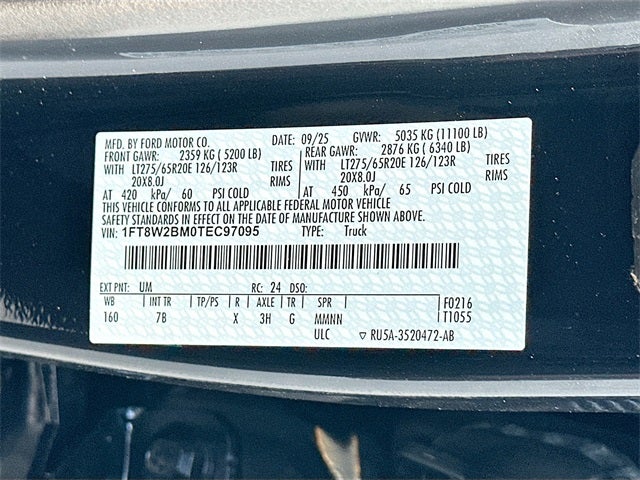 MFD. BY FORD MOTOR CO. DATE: 09/25 GVWR: 5035 KG (11100 LB)
FRONT GAWR: 2359 KG (5200 LB) REAR GAWR: 2876 KG (6340 LB)
WITH LT275/65R20E 126/123R TIRES WITH LT275/65R20E 126/123R TIRES
20X8.0J RIMS 20X8.0J RIMS
AT 420 kPa/ 60 PSI COLD AT 450 kPa/ 65 PSI COLD
THIS VEHICLE CONFORMS TO ALL APPLICABLE FEDERAL MOTOR VEHICLE
SAFETY STANDARDS IN EFFECT ON THE DATE OF MANUFACTURE SHOWN ABOVE.
VIN: 1FT8W2BM0TEC97095 TYPE: Truck
EXT PNT: UM RC: 24 DSO:
WB INT TR TP/PS R AXLE TR SPR F0216
160 7B X 3H G MMNN T1055
ULC ▽ RU5A-3520472-AB